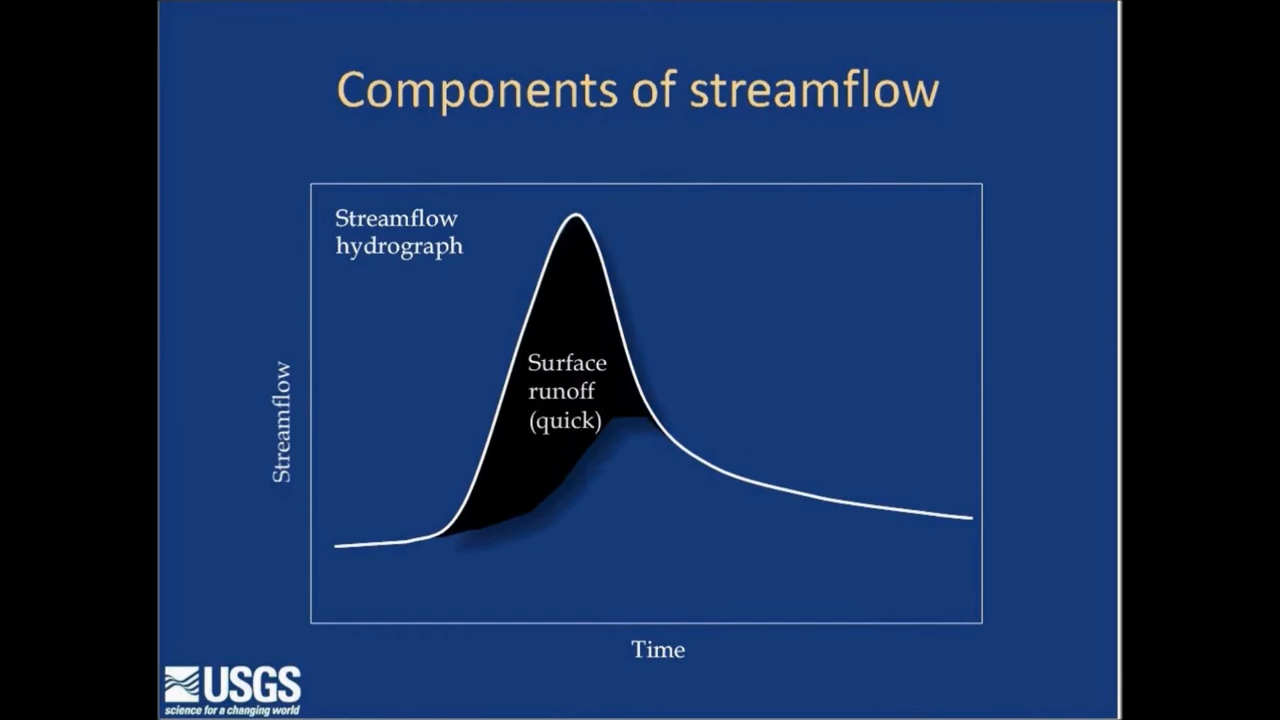 Components of streamflow
Streamflow
hydrograph
Surface
runoff
(quick)
Streamflow
Time
USGS
science for a changing world